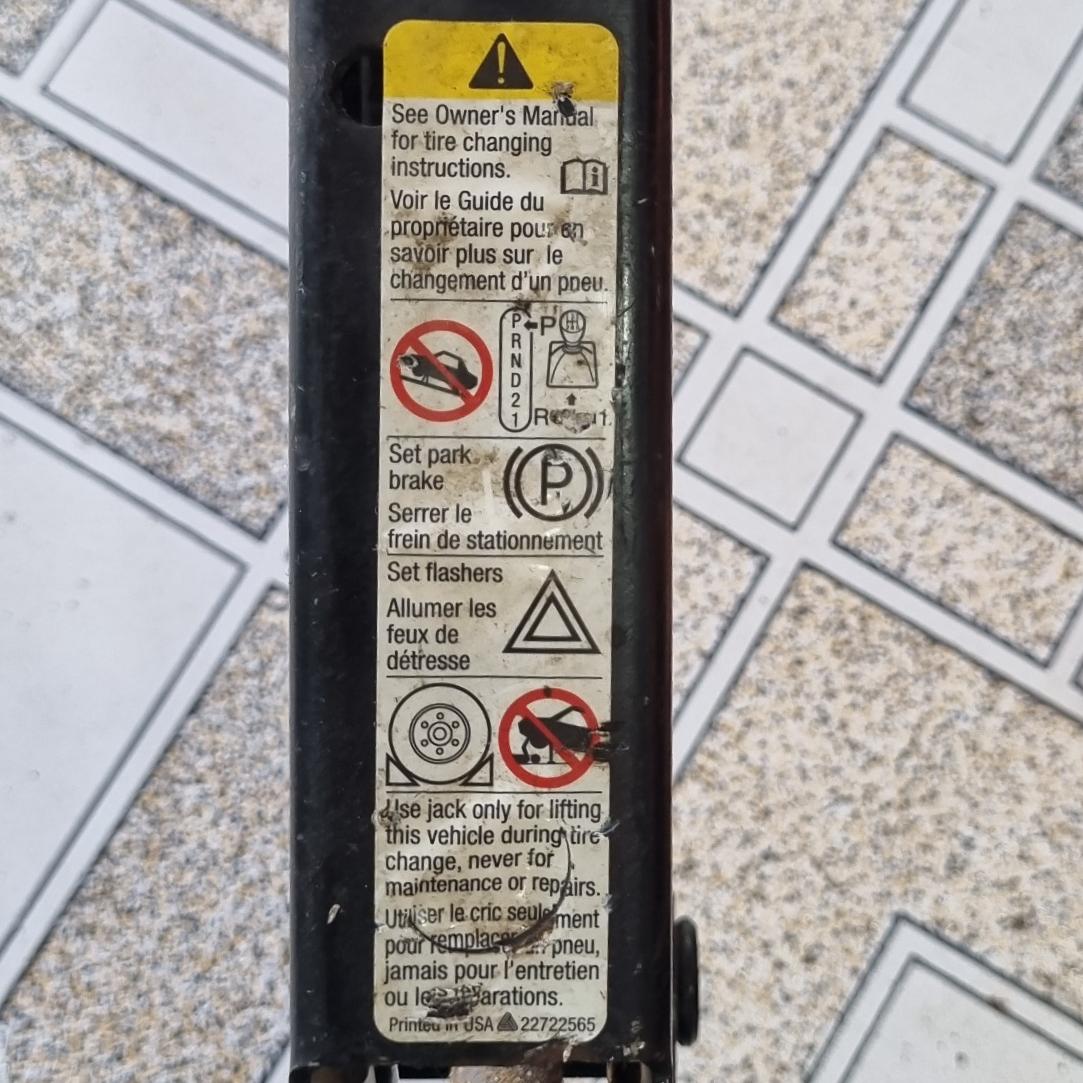 See Owner's Manual
for tire changing
instructions.
Voir le Guide du
propriétaire pour en
savoir plus sur le
changement d'un pneu.
P
R
N
D
2
1
P
Set park
brake
P
Serrer le
frein de stationnement
Set flashers
Allumer les
feux de
détresse
Use jack only for lifting
this vehicle during tire
change, never for
maintenance or repairs.
Utiliser le cric seulement
pour remplacer un pneu,
jamais pour l'entretien
ou les réparations.
Printed in USA 22722565